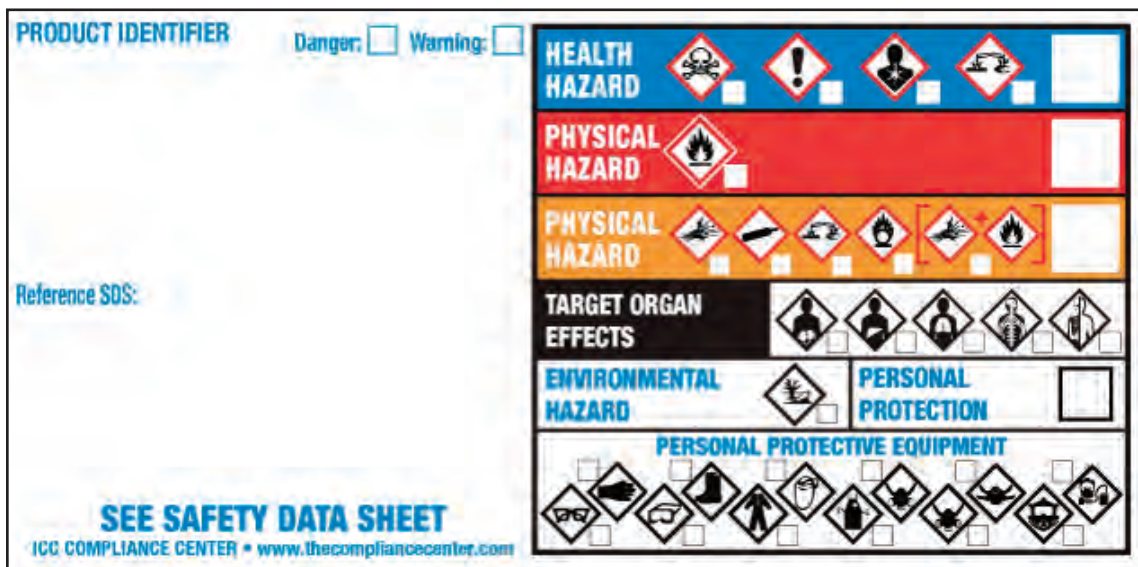 PRODUCT IDENTIFIER
Danger: Warning:
Reference SDS:
SEE SAFETY DATA SHEET
ICC COMPLIANCE CENTER • www.thecompliancecenter.com
HEALTH
HAZARD
PHYSICAL
HAZARD
PHYSICAL
HAZARD
+
TARGET ORGAN
EFFECTS
ENVIRONMENTAL
HAZARD
PERSONAL
PROTECTION
PERSONAL PROTECTIVE EQUIPMENT